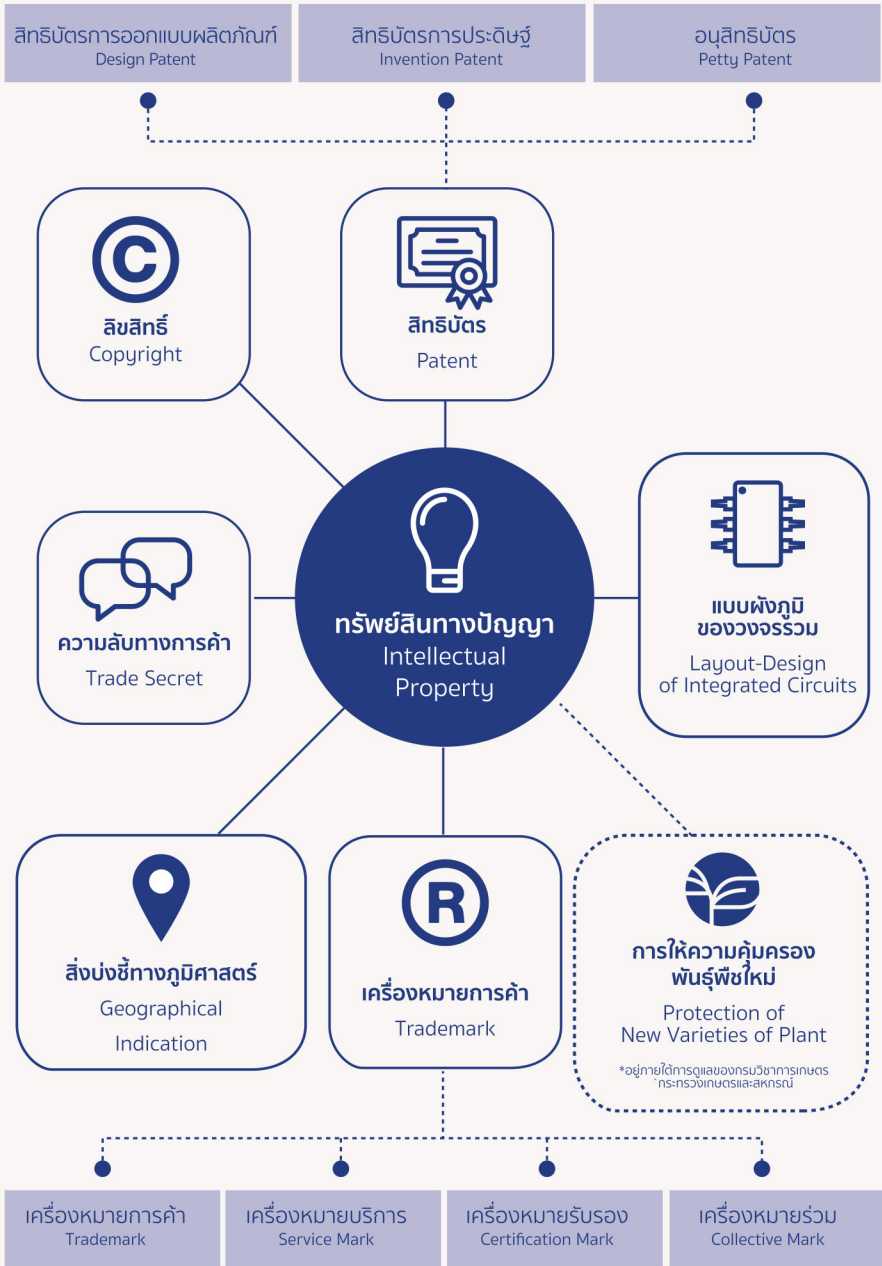 สิทธิบัตรการออกแบบผลิตภัณฑ์
Design Patent
สิทธิบัตรการประดิษฐ์
Invention Patent
อนุสิทธิบัตร
Petty Patent
C
ลิขสิทธิ์
Copyright
สิทธิบัตร
Patent
ความลับทางการค้า
Trade Secret
ทรัพย์สินทางปัญญา
Intellectual
Property
แบบผังภูมิ
ของวงจรรวม
Layout-Design
of Integrated Circuits
สิ่งบ่งชี้ทางภูมิศาสตร์
Geographical
Indication
R
เครื่องหมายการค้า
Trademark
การให้ความคุ้มครอง
พันธุ์พืชใหม่
Protection of
New Varieties of Plant
*อยู่ภายใต้การดูแลของกรมวิชาการเกษตร
`กระทรวงเกษตรและสหกรณ์
เครื่องหมายการค้า
Trademark
เครื่องหมายบริการ
Service Mark
เครื่องหมายรับรอง
Certification Mark
เครื่องหมายร่วม
Collective Mark